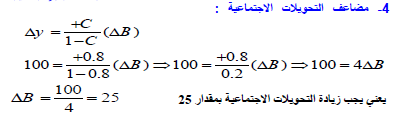 4- مضاعف التحويلات الاجتماعية :
Δy = +C / 1−C (ΔB)
100 = +0.8 / 1−0.8 (ΔB) ⇒ 100 = +0.8 / 0.2 (ΔB) ⇒ 100 = 4ΔB
ΔB = 100 / 4 = 25 يعني يجب زيادة التحويلات الاجتماعية بمقدار 25